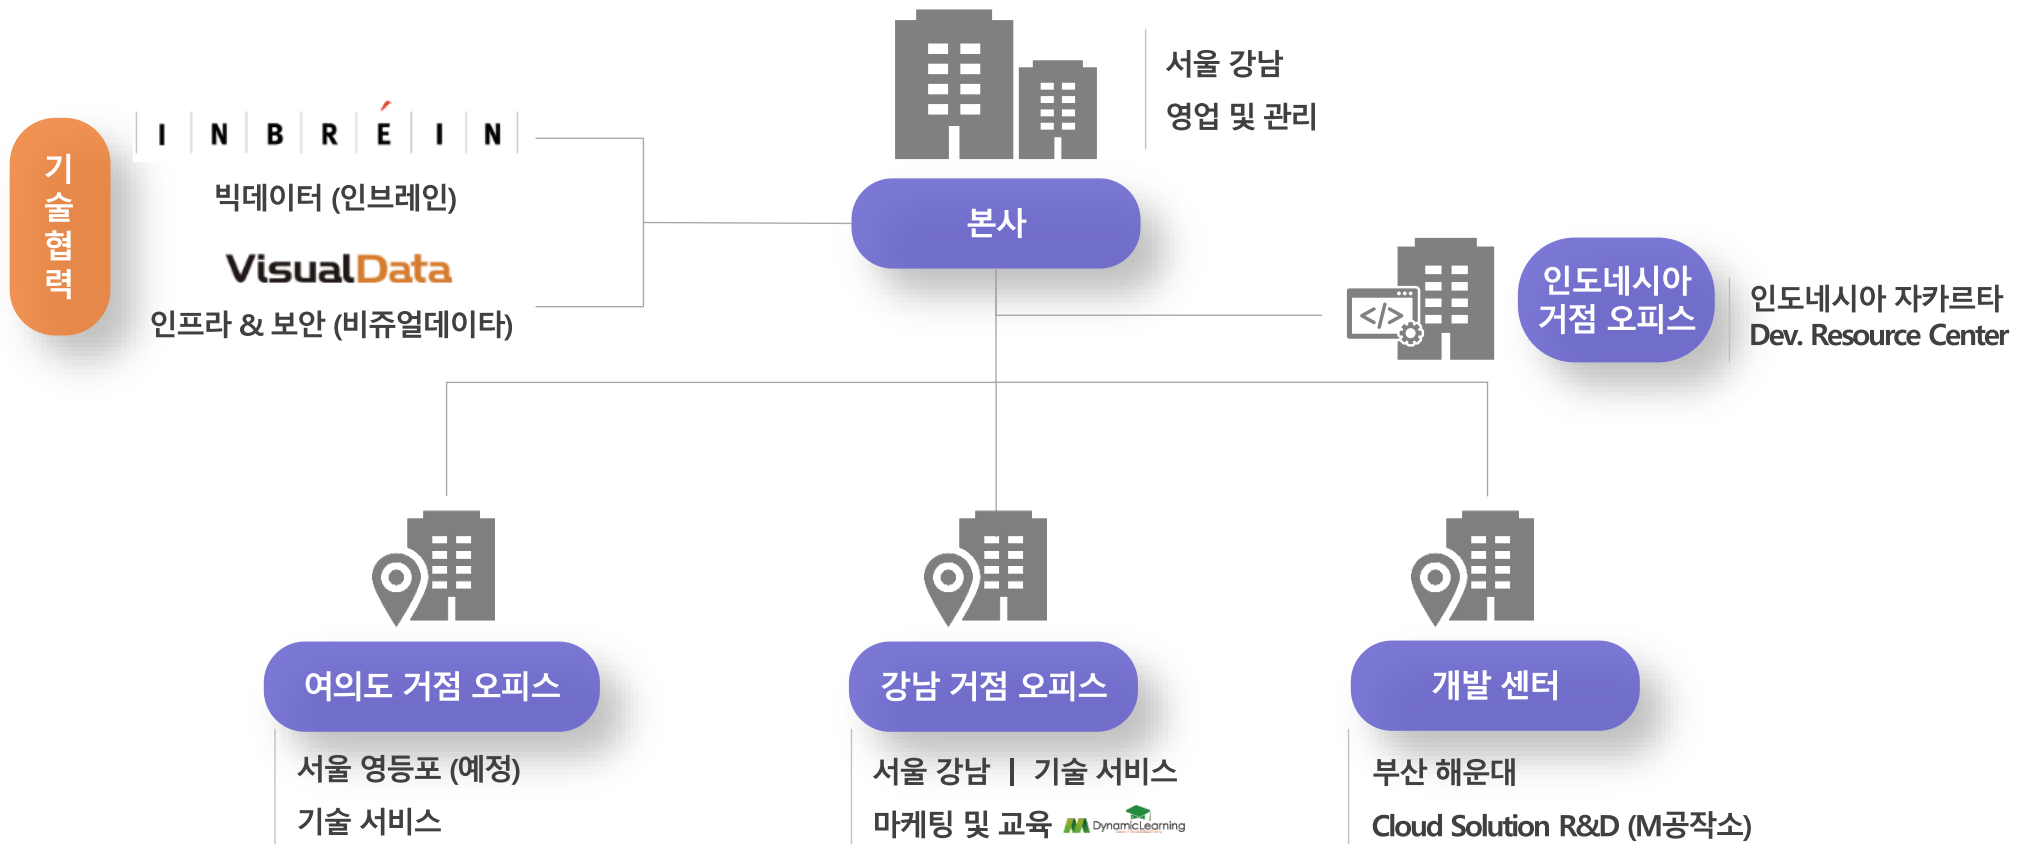 기술협력
INBRÉIN
빅데이터 (인브레인)
VisualData
인프라 & 보안 (비쥬얼데이타)
서울 강남
영업 및 관리
본사
인도네시아
거점 오피스
인도네시아 자카르타
Dev. Resource Center
여의도 거점 오피스
서울 영등포 (예정)
기술 서비스
강남 거점 오피스
서울 강남 | 기술 서비스
마케팅 및 교육 DynamicLearning
개발 센터
부산 해운대
Cloud Solution R&D (M공작소)